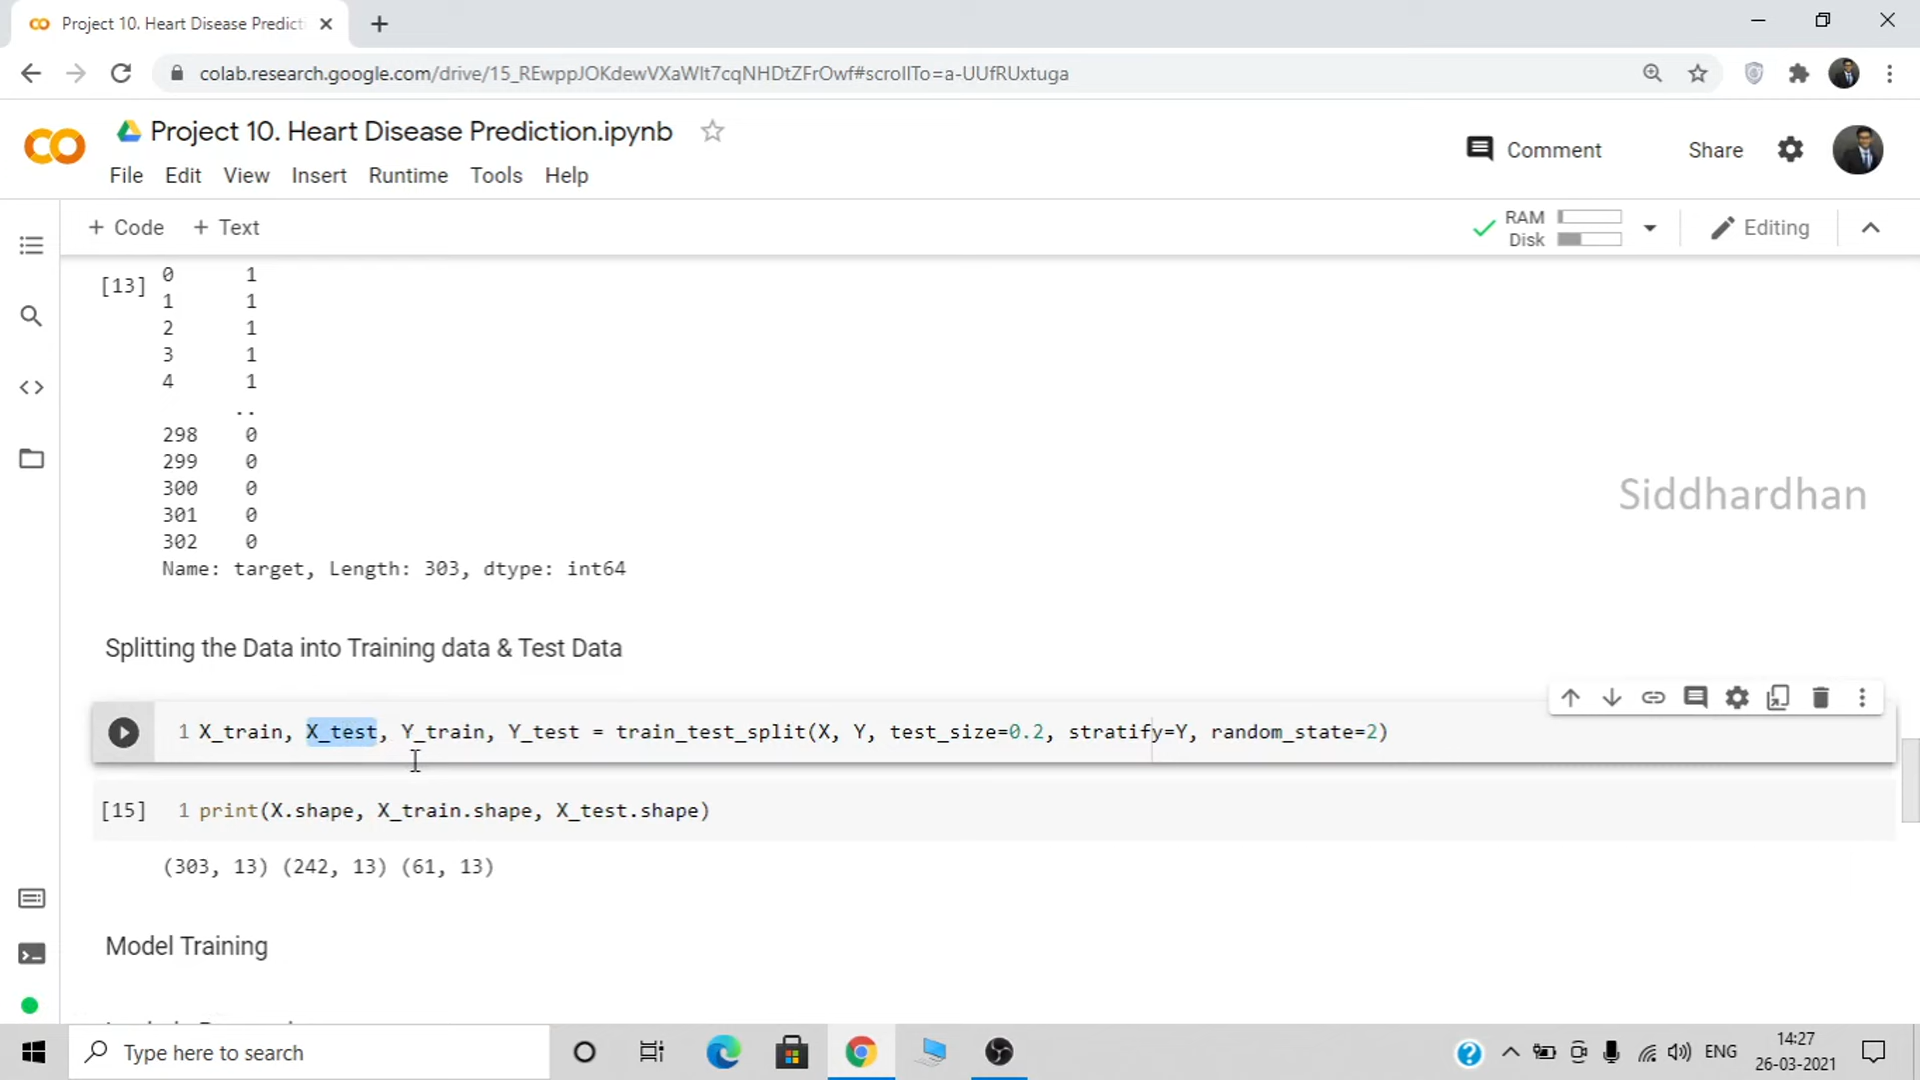 Project 10. Heart Disease Predict
colab.research.google.com/drive/15_REwppJOKdewVXaWIt7cqNHDtZFrOwf#scrollTo=a-UUfRUxtuga
Project 10. Heart Disease Prediction.ipynb
Comment
Share
File Edit View Insert Runtime Tools Help
+ Code + Text
RAM
Disk
Editing
[13] 0 1
1 1
2 1
3 1
4 1
..
298 0
299 0
300 0
301 0
302 0
Name: target, Length: 303, dtype: int64
Siddhardhan
Splitting the Data into Training data & Test Data
1 X_train, X_test, Y_train, Y_test = train_test_split(X, Y, test_size=0.2, stratify=Y, random_state=2)
[15] 1 print(X.shape, X_train.shape, X_test.shape)
(303, 13) (242, 13) (61, 13)
Model Training
Type here to search
ENG
14:27
26-03-2021